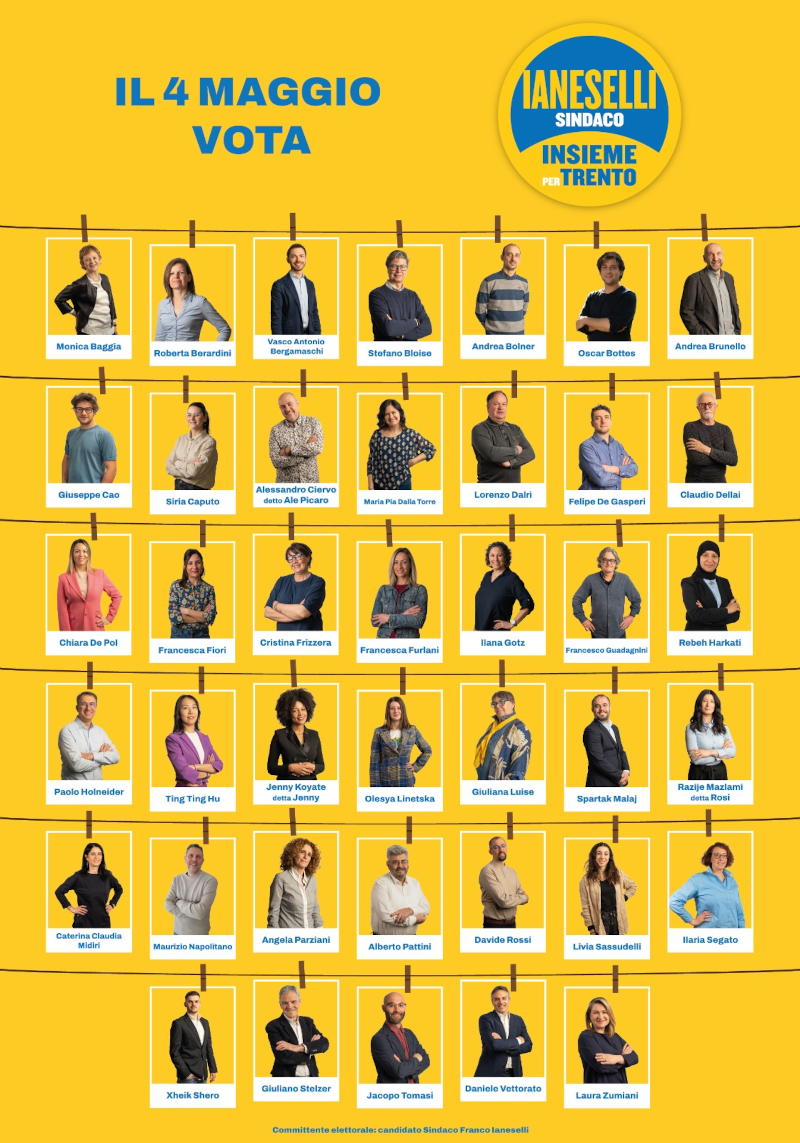 IL 4 MAGGIO
VOTA
IANESELLI
SINDACO
INSIEME
PER TRENTO
Monica Baggia
Roberta Berardini
Vasco Antonio
Bergamaschi
Stefano Bloise
Andrea Bolner
Oscar Bottes
Andrea Brunello
Giuseppe Cao
Siria Caputo
Alessandro Ciervo
detto Ale Picaro
Maria Pia Dalla Torre
Lorenzo Dalrì
Felipe De Gasperi
Claudio Dellai
Chiara De Pol
Francesca Fiori
Cristina Frizzera
Francesca Furlani
Ilana Gotz
Francesco Guadagnini
Rebeh Harkati
Paolo Holneider
Ting Ting Hu
Jenny Koyate
detta Jenny
Olesya Linetska
Giuliana Luise
Spartak Malaj
Razije Mazlami
detta Rosi
Caterina Claudia
Midiri
Maurizio Napolitano
Angela Parziani
Alberto Pattini
Davide Rossi
Livia Sassudelli
Ilaria Segato
Xheik Shero
Giuliano Stelzer
Jacopo Tomasi
Daniele Vettorato
Laura Zumiani
Committente elettorale: candidato Sindaco Franco Ianeselli